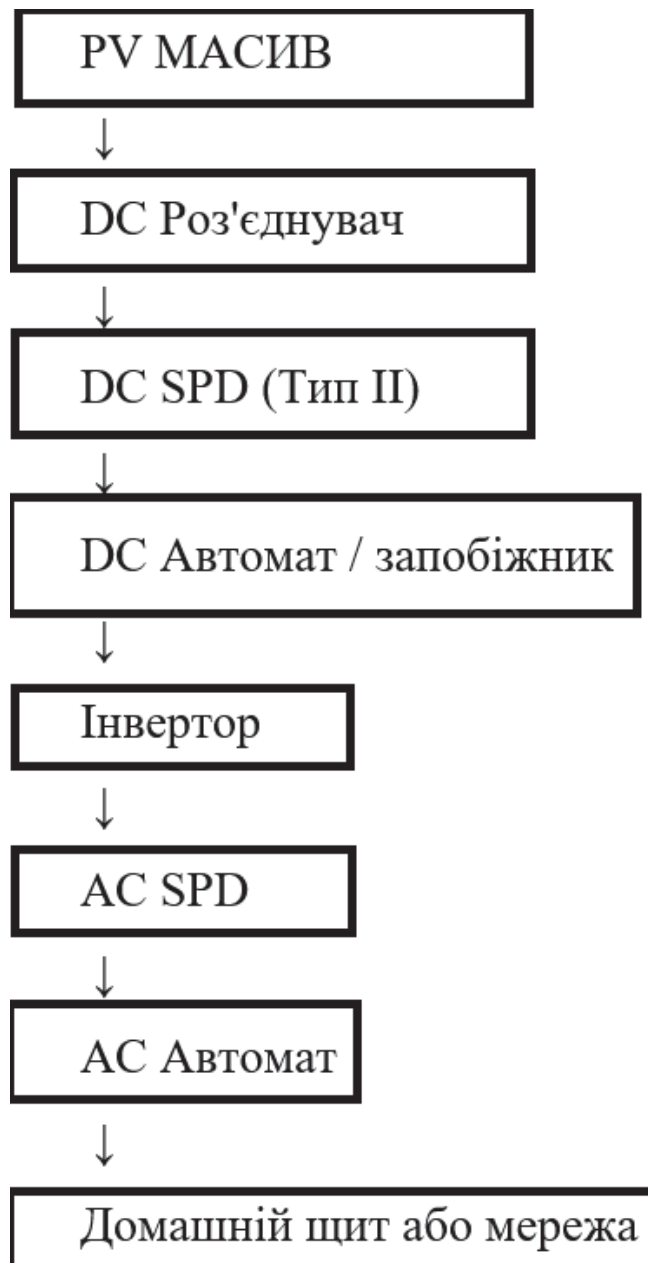 PV МАСИВ
↓
DC Роз'єднувач
↓
DC SPD (Тип II)
↓
DC Автомат / запобіжник
↓
Інвертор
↓
AC SPD
↓
AC Автомат
↓
Домашній щит або мережа